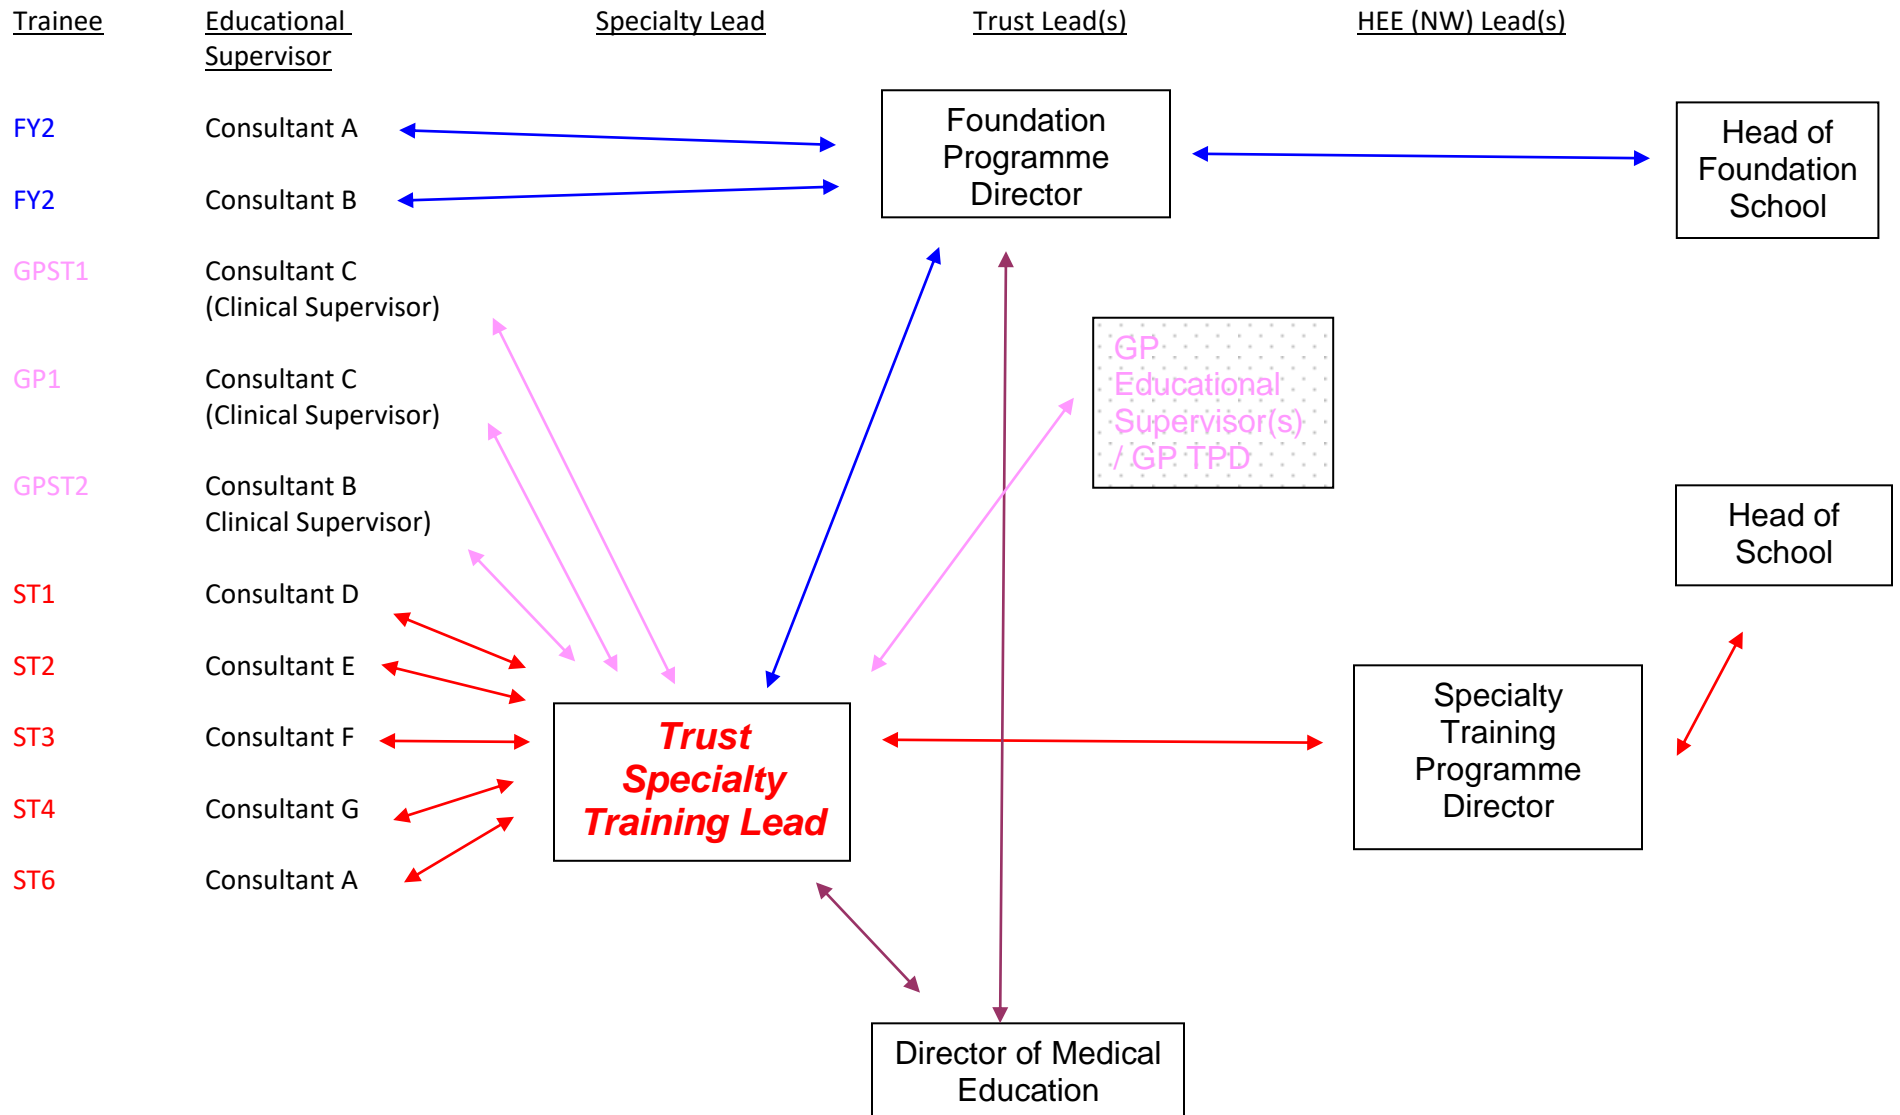 Trainee
Educational
Supervisor
Specialty Lead
Trust Lead(s)
HEE (NW) Lead(s)
FY2
Consultant A
FY2
Consultant B
GPST1
Consultant C
(Clinical Supervisor)
GP1
Consultant C
(Clinical Supervisor)
GPST2
Consultant B
Clinical Supervisor)
ST1
Consultant D
ST2
Consultant E
ST3
Consultant F
ST4
Consultant G
ST6
Consultant A
Trust
Specialty
Training Lead
Foundation
Programme
Director
GP
Educational
Supervisor(s)
/ GP TPD
Director of Medical
Education
Specialty
Training
Programme
Director
Head of
Foundation
School
Head of
School